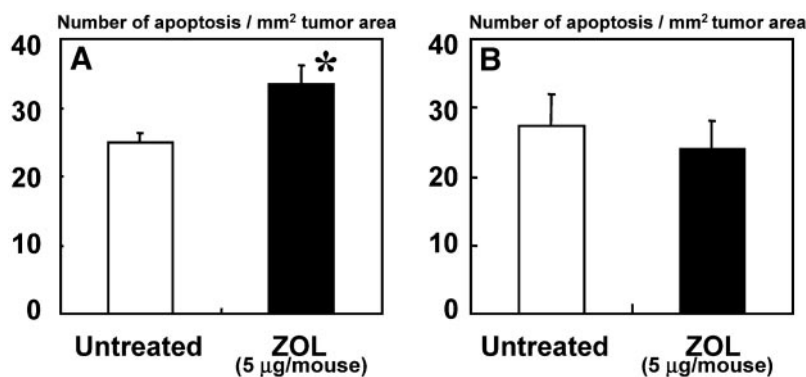 Number of apoptosis / mm² tumor area
A
*
40
30
20
10
0
Untreated
ZOL
(5 μg/mouse)
Number of apoptosis / mm² tumor area
B
40
30
20
10
0
Untreated
ZOL
(5 μg/mouse)